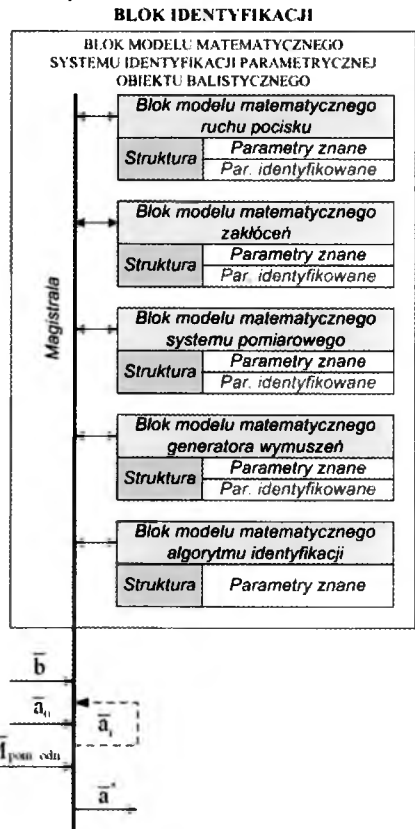 BLOK IDENTYFIKACJI
BLOK MODELU MATEMATYCZNEGO
SYSTEMU IDENTYFIKACJI PARAMETRYCZNEJ
OBIEKTU BALISTYCZNEGO
Magistrala
Blok modelu matematycznego
ruchu pocisku
Struktura
Parametry znane
Par. identyfikowane
Blok modelu matematycznego
zakłóceń
Struktura
Parametry znane
Par. identyfikowane
Blok modelu matematycznego
systemu pomiarowego
Struktura
Parametry znane
Par. identyfikowane
Blok modelu matematycznego
generatora wymuszeń
Struktura
Parametry znane
Par. identyfikowane
Blok modelu matematycznego
algorytmu identyfikacji
Struktura
Parametry znane
b̅
a̅₀
a̅ᵢ
pom odn
a̅*